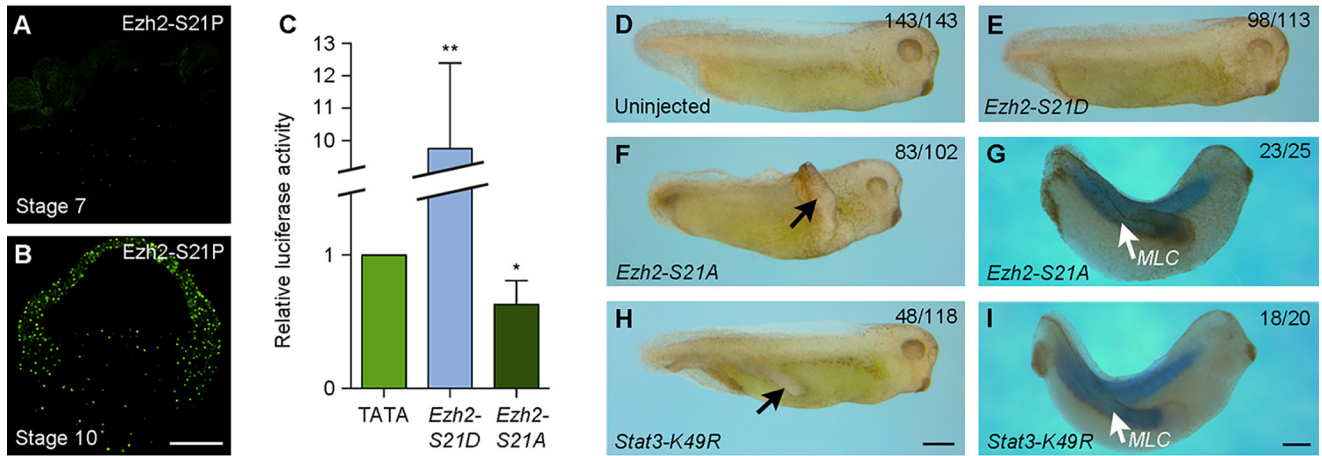 A
Ezh2-S21P
Stage 7
B
Ezh2-S21P
Stage 10
C
Relative luciferase activity
13
12
11
10
1
0
**
*
TATA
Ezh2-
S21D
Ezh2-
S21A
D
143/143
Uninjected
E
98/113
Ezh2-S21D
F
83/102
Ezh2-S21A
G
23/25
MLC
Ezh2-S21A
H
48/118
Stat3-K49R
I
18/20
MLC
Stat3-K49R